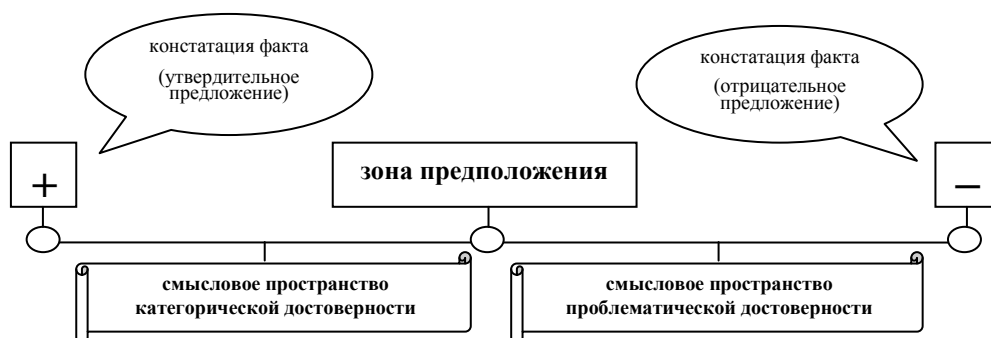 констатация факта
(утвердительное
предложение)
констатация факта
(отрицательное
предложение)
+
зона предположения
–
смысловое пространство
категорической достоверности
смысловое пространство
проблематической достоверности